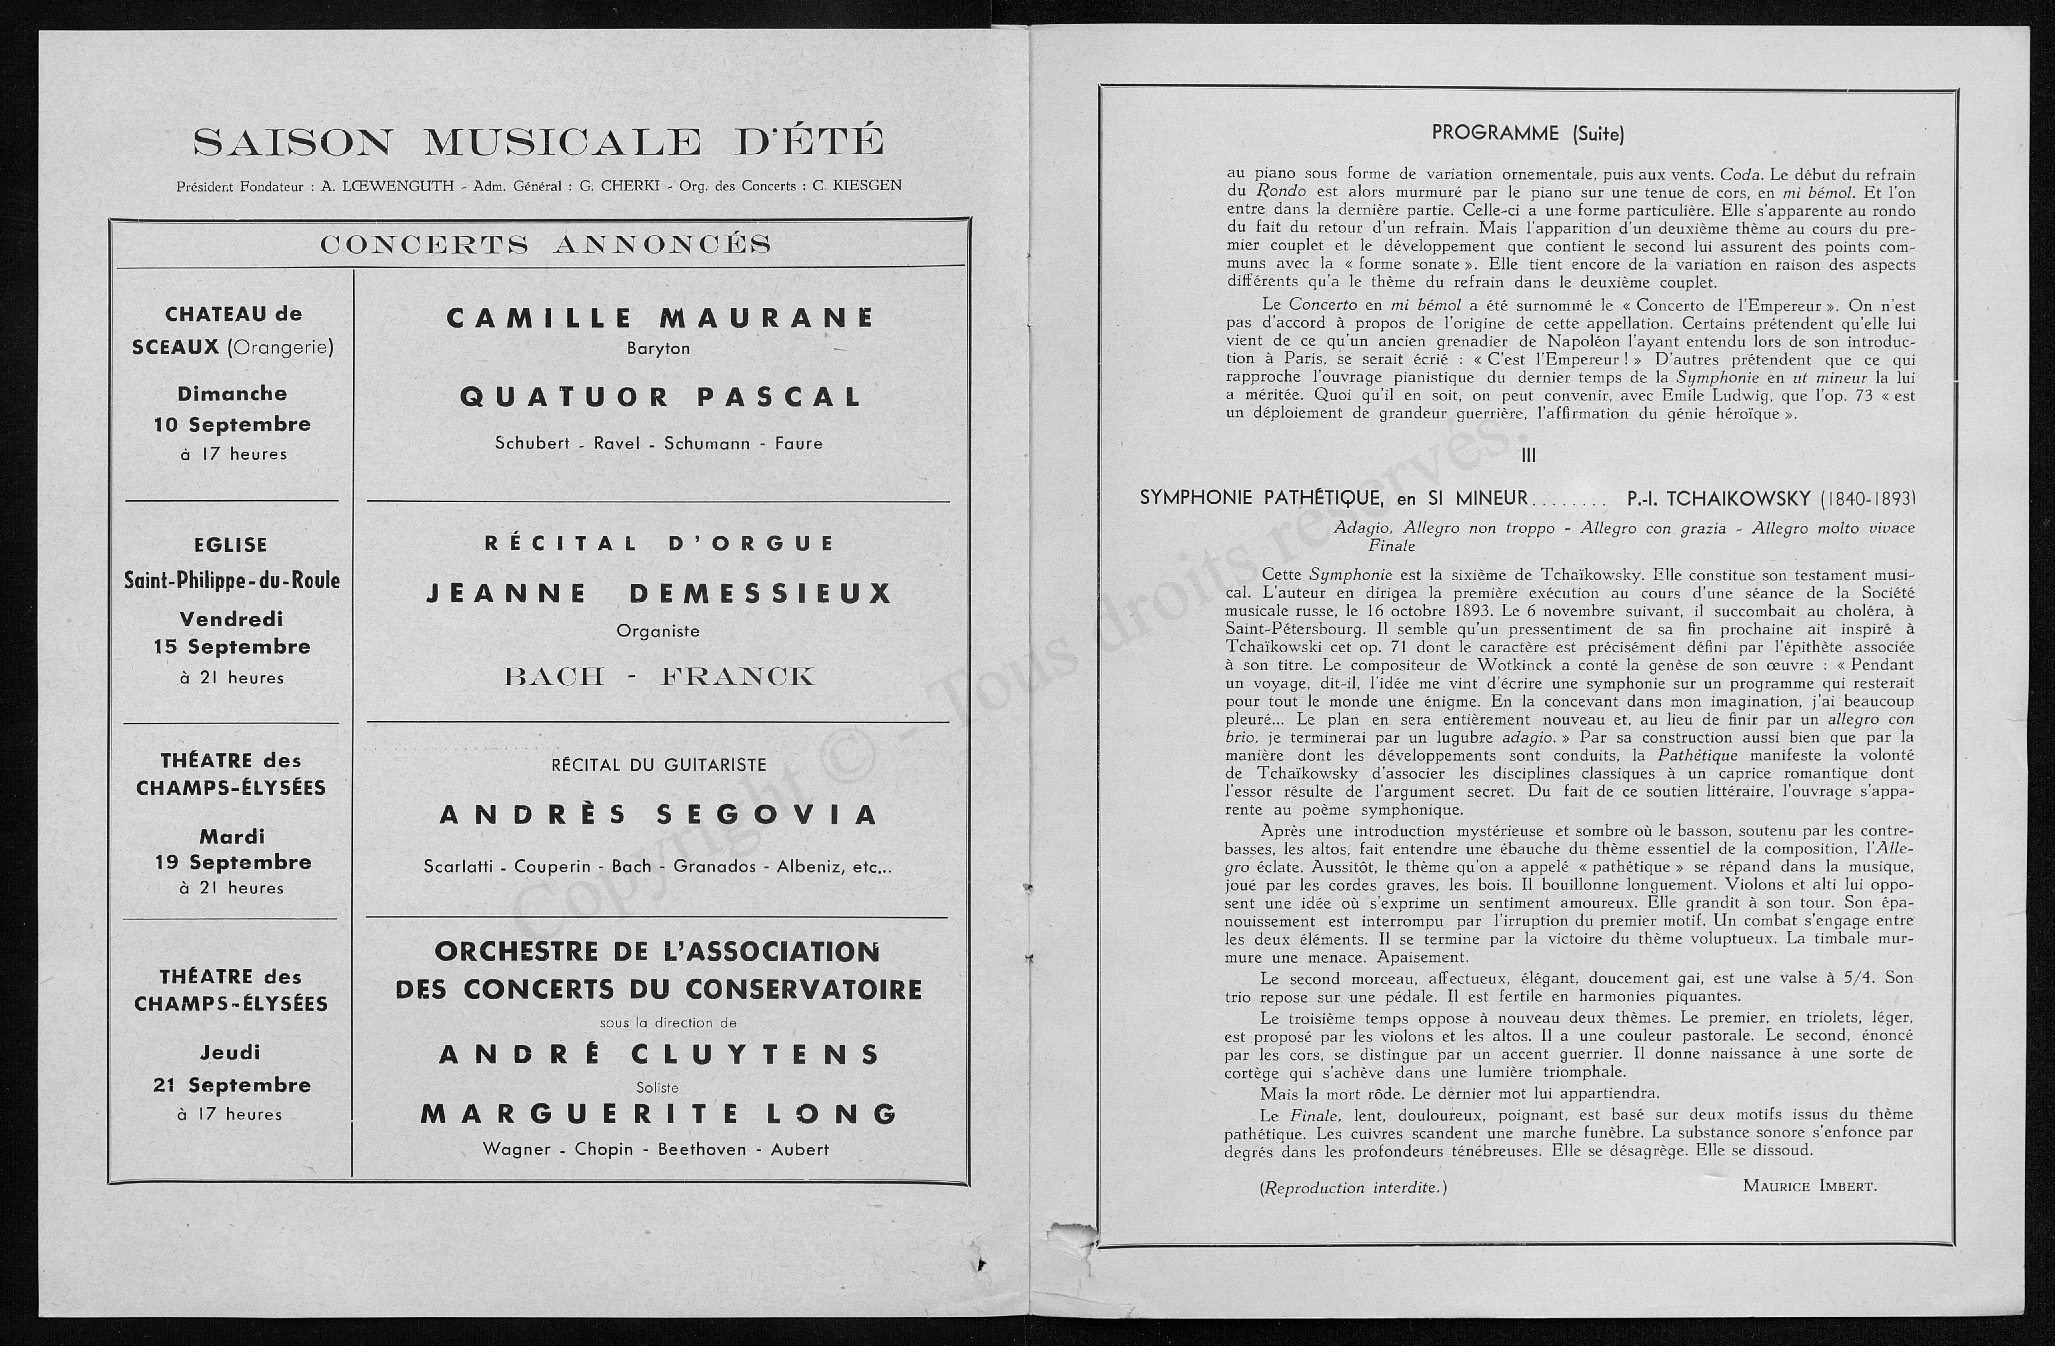 SAISON MUSICALE D'ÉTÉ
Président Fondateur : A. LŒWENGUTH - Adm. Général : G. CHERKI - Org. des Concerts : C. KIESGEN
CONCERTS ANNONCÉS
CHATEAU de
SCEAUX (Orangerie)
Dimanche
10 Septembre
à 17 heures
CAMILLE MAURANE
Baryton
QUATUOR PASCAL
Schubert - Ravel - Schumann - Faure
EGLISE
Saint-Philippe-du-Roule
Vendredi
15 Septembre
à 21 heures
RÉCITAL D'ORGUE
JEANNE DEMESSIEUX
Organiste
BACH - FRANCK
THÉATRE des
CHAMPS-ÉLYSÉES
Mardi
19 Septembre
à 21 heures
RÉCITAL DU GUITARISTE
ANDRÈS SEGOVIA
Scarlatti - Couperin - Bach - Granados - Albeniz, etc...
THÉATRE des
CHAMPS-ÉLYSÉES
Jeudi
21 Septembre
à 17 heures
ORCHESTRE DE L'ASSOCIATION
DES CONCERTS DU CONSERVATOIRE
sous la direction de
ANDRÉ CLUYTENS
Soliste
MARGUERITE LONG
Wagner - Chopin - Beethoven - Aubert
PROGRAMME (Suite)
au piano sous forme de variation ornementale, puis aux vents. Coda. Le début du refrain
du Rondo est alors murmuré par le piano sur une tenue de cors, en mi bémol. Et l'on
entre dans la dernière partie. Celle-ci a une forme particulière. Elle s'apparente au rondo
du fait du retour d'un refrain. Mais l'apparition d'un deuxième thème au cours du pre-
mier couplet et le développement que contient le second lui assurent des points com-
muns avec la « forme sonate ». Elle tient encore de la variation en raison des aspects
différents qu'a le thème du refrain dans le deuxième couplet.
Le Concerto en mi bémol a été surnommé le « Concerto de l'Empereur ». On n'est
pas d'accord à propos de l'origine de cette appellation. Certains prétendent qu'elle lui
vient de ce qu'un ancien grenadier de Napoléon l'ayant entendu lors de son introduc-
tion à Paris, se serait écrié : « C'est l'Empereur ! » D'autres prétendent que ce qui
rapproche l'ouvrage pianistique du dernier temps de la Symphonie en ut mineur la lui
a méritée. Quoi qu'il en soit, on peut convenir, avec Emile Ludwig, que l'op. 73 « est
un déploiement de grandeur guerrière, l'affirmation du génie héroïque ».
III
SYMPHONIE PATHÉTIQUE, en SI MINEUR........ P.-I. TCHAIKOWSKY (1840-1893)
Adagio, Allegro non troppo - Allegro con grazia - Allegro molto vivace
Finale
Cette Symphonie est la sixième de Tchaïkowsky. Elle constitue son testament musi-
cal. L'auteur en dirigea la première exécution au cours d'une séance de la Société
musicale russe, le 16 octobre 1893. Le 6 novembre suivant, il succombait au choléra, à
Saint-Pétersbourg. Il semble qu'un pressentiment de sa fin prochaine ait inspiré à
Tchaïkowski cet op. 71 dont le caractère est précisément défini par l'épithète associée
à son titre. Le compositeur de Wotkinck a conté la genèse de son œuvre : « Pendant
un voyage, dit-il, l'idée me vint d'écrire une symphonie sur un programme qui resterait
pour tout le monde une énigme. En la concevant dans mon imagination, j'ai beaucoup
pleuré... Le plan en sera entièrement nouveau et, au lieu de finir par un allegro con
brio, je terminerai par un lugubre adagio. » Par sa construction aussi bien que par la
manière dont les développements sont conduits, la Pathétique manifeste la volonté
de Tchaïkowsky d'associer les disciplines classiques à un caprice romantique dont
l'essor résulte de l'argument secret. Du fait de ce soutien littéraire, l'ouvrage s'appa-
rente au poème symphonique.
Après une introduction mystérieuse et sombre où le basson, soutenu par les contre-
basses, les altos, fait entendre une ébauche du thème essentiel de la composition, l'Alle-
gro éclate. Aussitôt, le thème qu'on a appelé « pathétique » se répand dans la musique,
joué par les cordes graves, les bois. Il bouillonne longuement. Violons et alti lui oppo-
sent une idée où s'exprime un sentiment amoureux. Elle grandit à son tour. Son épa-
nouissement est interrompu par l'irruption du premier motif. Un combat s'engage entre
les deux éléments. Il se termine par la victoire du thème voluptueux. La timbale mur-
mure une menace. Apaisement.
Le second morceau, affectueux, élégant, doucement gai, est une valse à 5/4. Son
trio repose sur une pédale. Il est fertile en harmonies piquantes.
Le troisième temps oppose à nouveau deux thèmes. Le premier, en triolets, léger,
est proposé par les violons et les altos. Il a une couleur pastorale. Le second, énoncé
par les cors, se distingue par un accent guerrier. Il donne naissance à une sorte de
cortège qui s'achève dans une lumière triomphale.
Mais la mort rôde. Le dernier mot lui appartiendra.
Le Finale, lent, douloureux, poignant, est basé sur deux motifs issus du thème
pathétique. Les cuivres scandent une marche funèbre. La substance sonore s'enfonce par
degrés dans les profondeurs ténébreuses. Elle se désagrège. Elle se dissoud.
(Reproduction interdite.) MAURICE IMBERT.
Copyright © - Tous droits réservés.